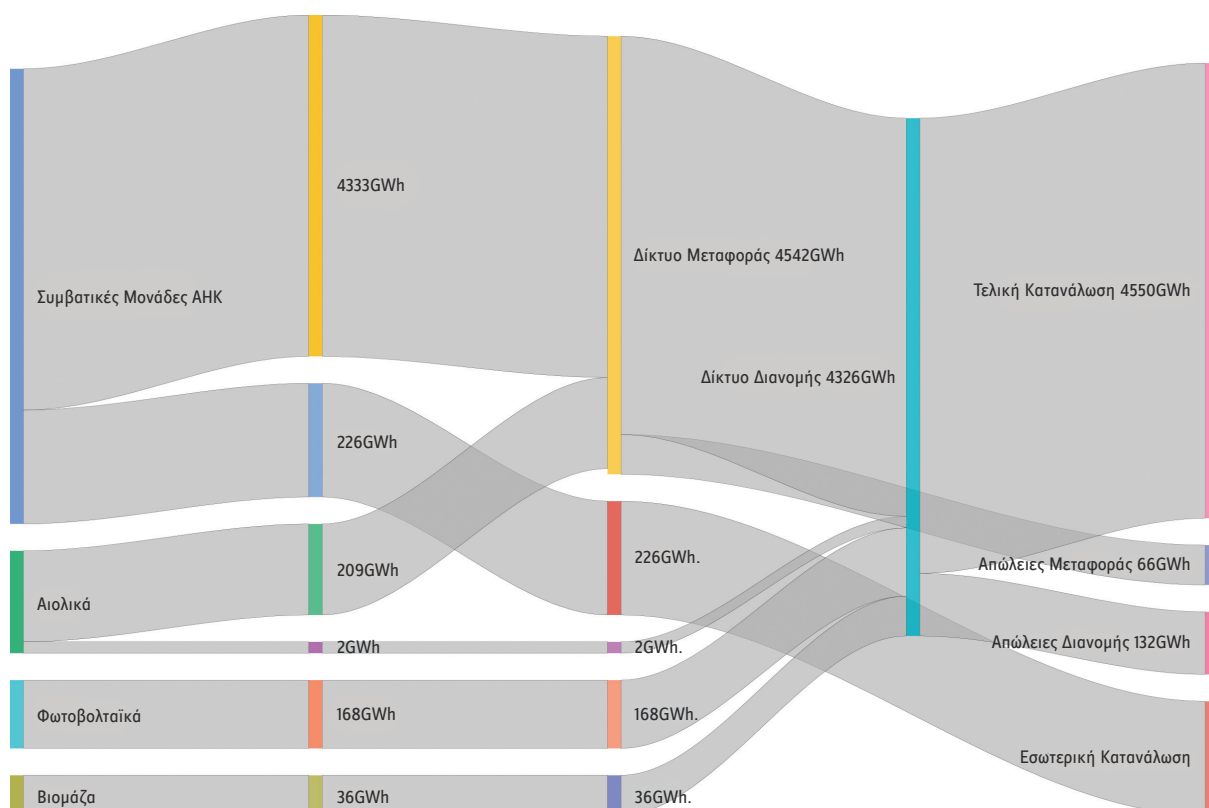 Συμβατικές Μονάδες ΑΗΚ
Αιολικά
Φωτοβολταϊκά
Βιομάζα
4333GWh
226GWh
209GWh
2GWh
168GWh
36GWh
Δίκτυο Μεταφοράς 4542GWh
226GWh.
2GWh.
168GWh.
36GWh.
Δίκτυο Διανομής 4326GWh
Τελική Κατανάλωση 4550GWh
Απώλειες Μεταφοράς 66GWh
Απώλειες Διανομής 132GWh
Εσωτερική Κατανάλωση